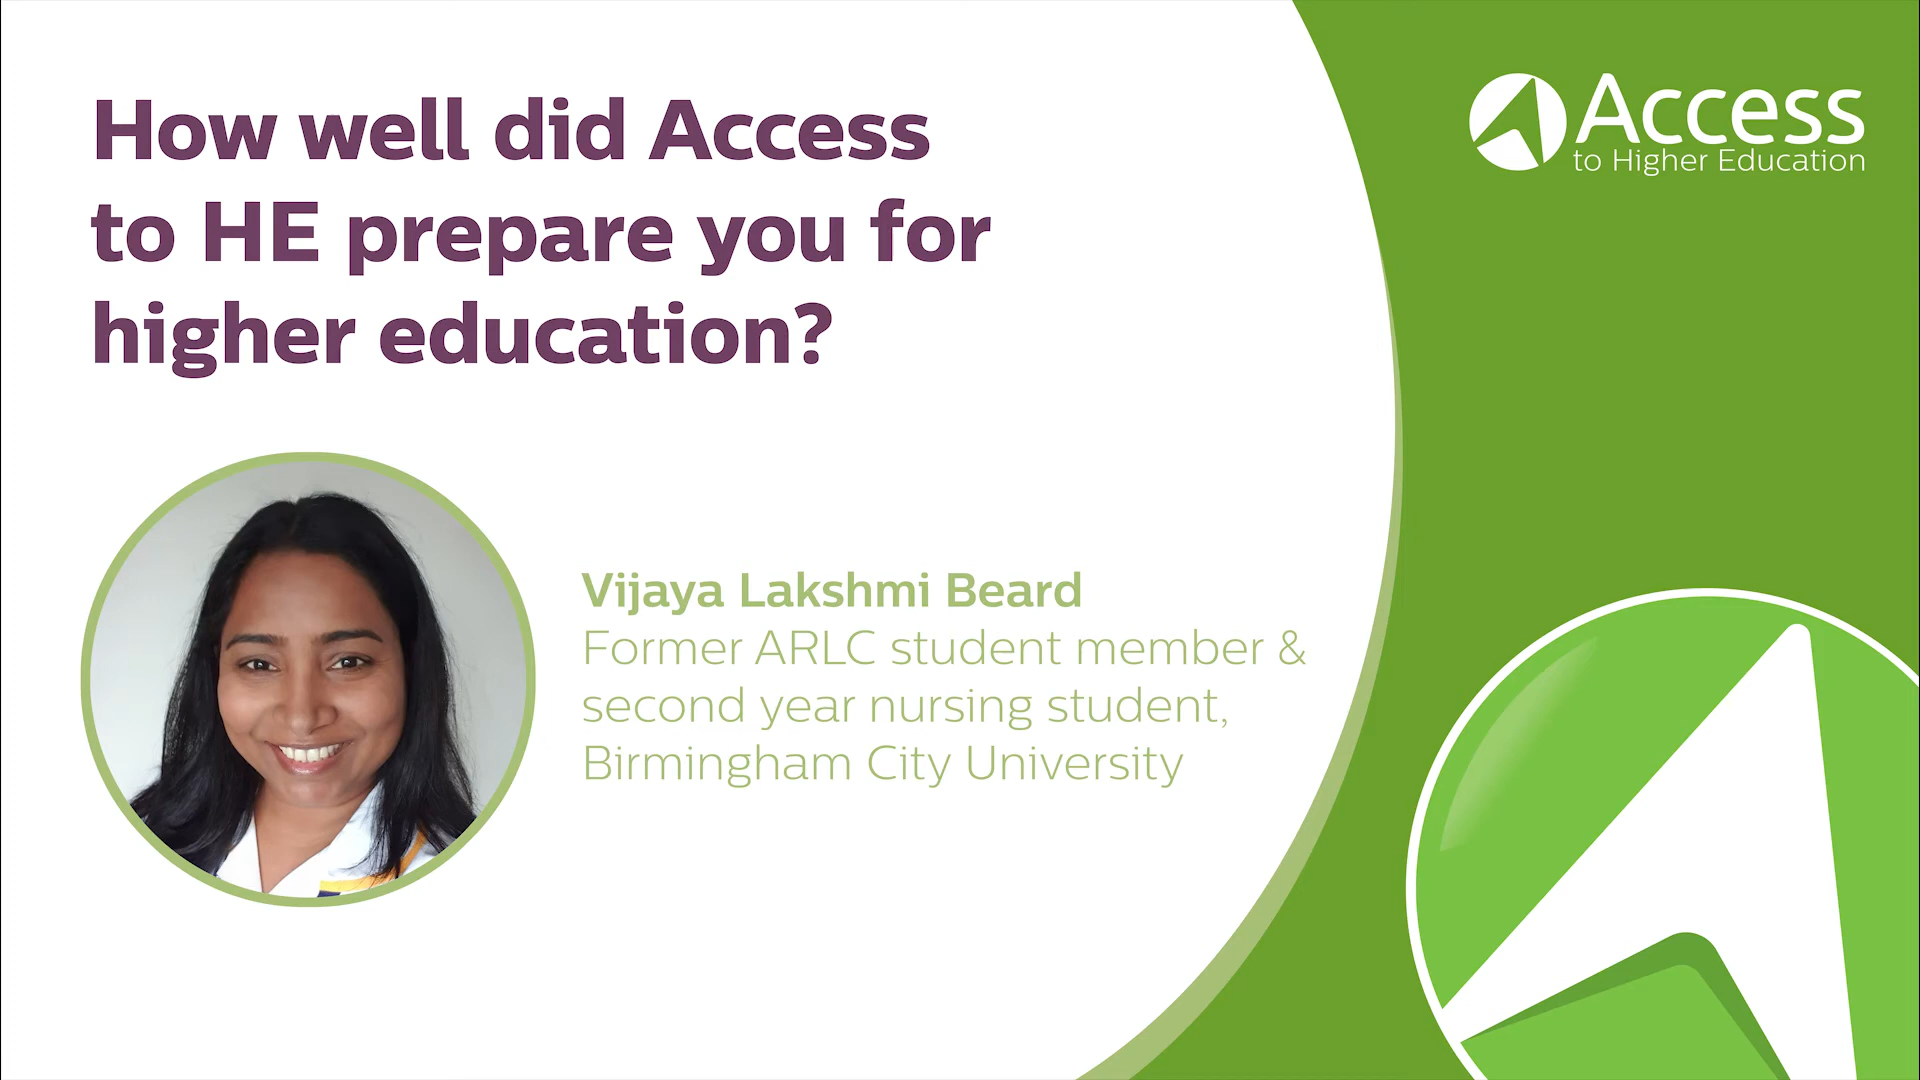 How well did Access
to HE prepare you for
higher education?
Access
to Higher Education
Vijaya Lakshmi Beard
Former ARLC student member &
second year nursing student,
Birmingham City University